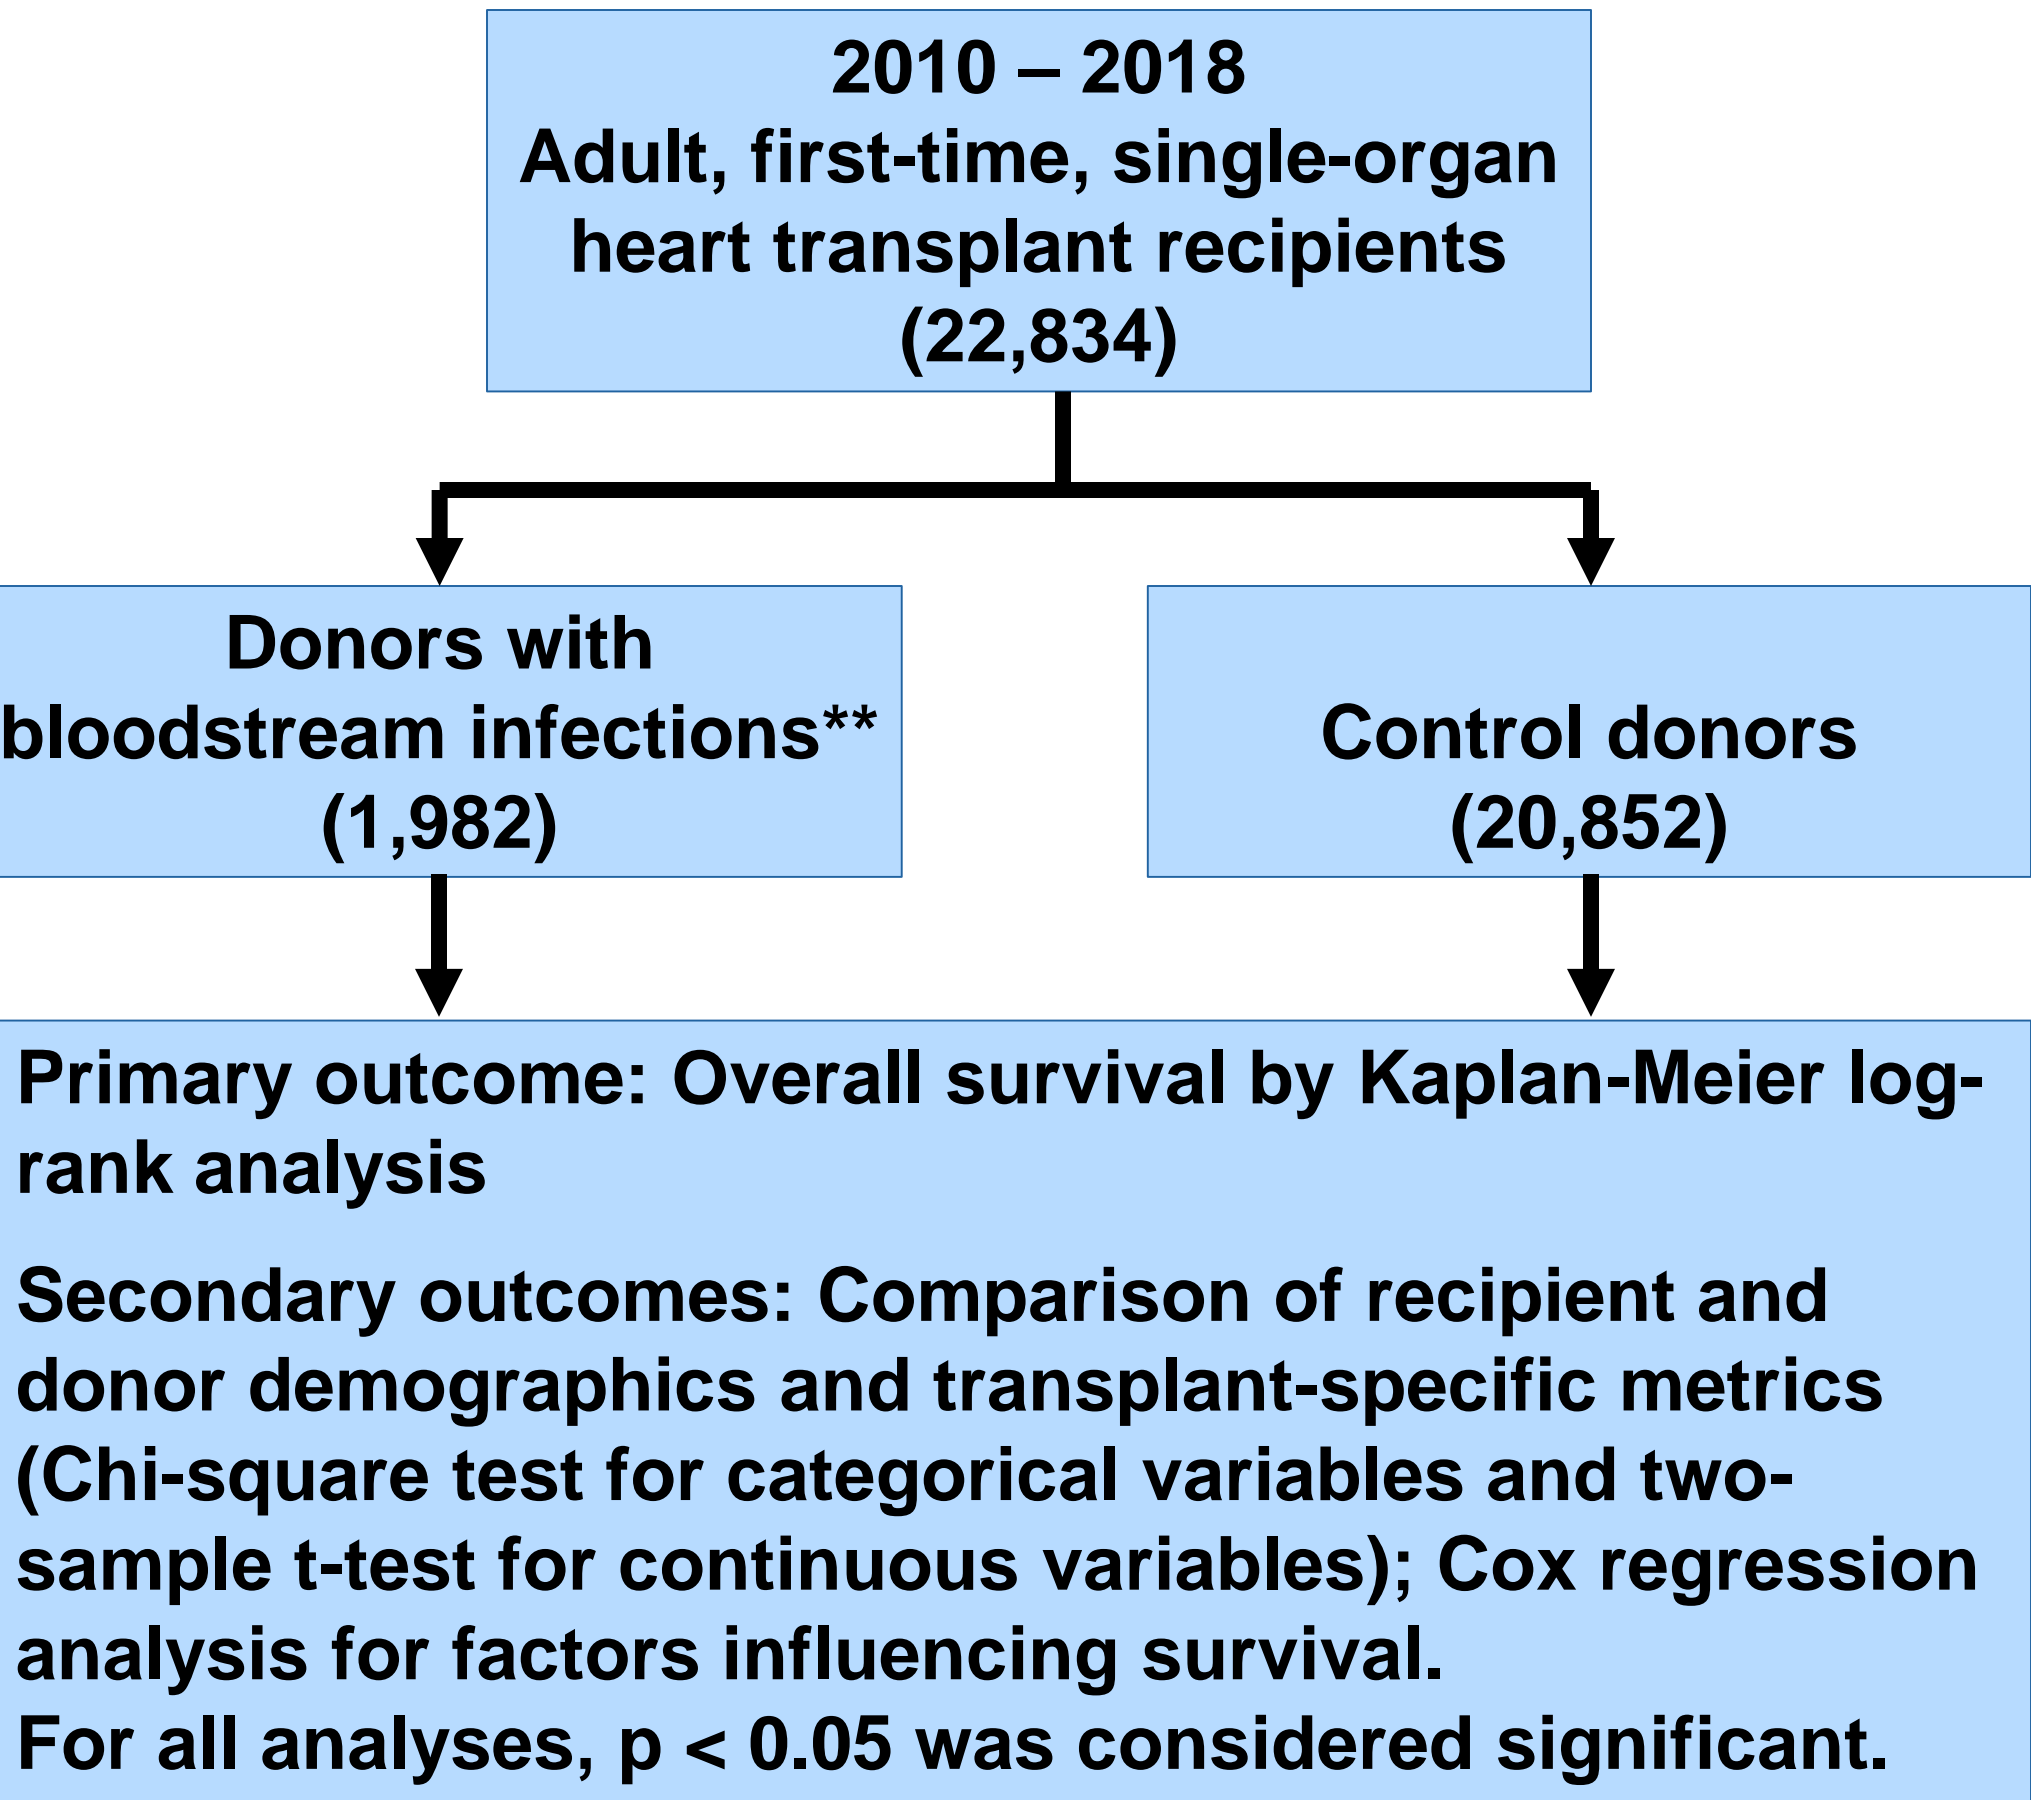 2010 – 2018
Adult, first-time, single-organ
heart transplant recipients
(22,834)
Donors with
bloodstream infections**
(1,982)
Control donors
(20,852)
Primary outcome: Overall survival by Kaplan-Meier log-
rank analysis
Secondary outcomes: Comparison of recipient and
donor demographics and transplant-specific metrics
(Chi-square test for categorical variables and two-
sample t-test for continuous variables); Cox regression
analysis for factors influencing survival.
For all analyses, p < 0.05 was considered significant.